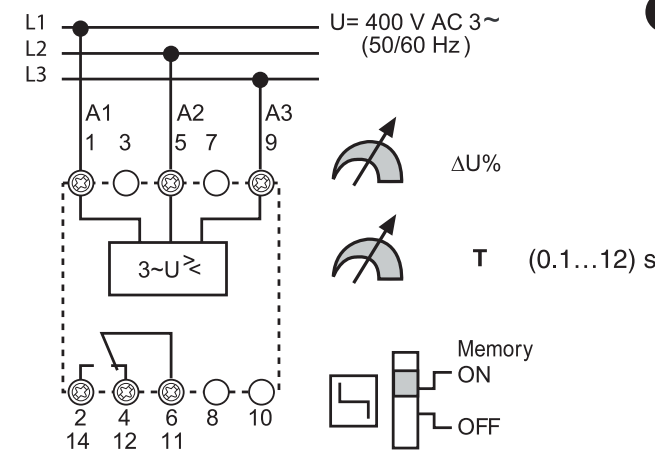 L1
L2
L3
U= 400 V AC 3~
(50/60 Hz)
A1 A2 A3
1 3 5 7 9
ΔU%
3~U ><
T (0.1...12) s
Memory
ON
OFF
2 4 6 8 10
14 12 11